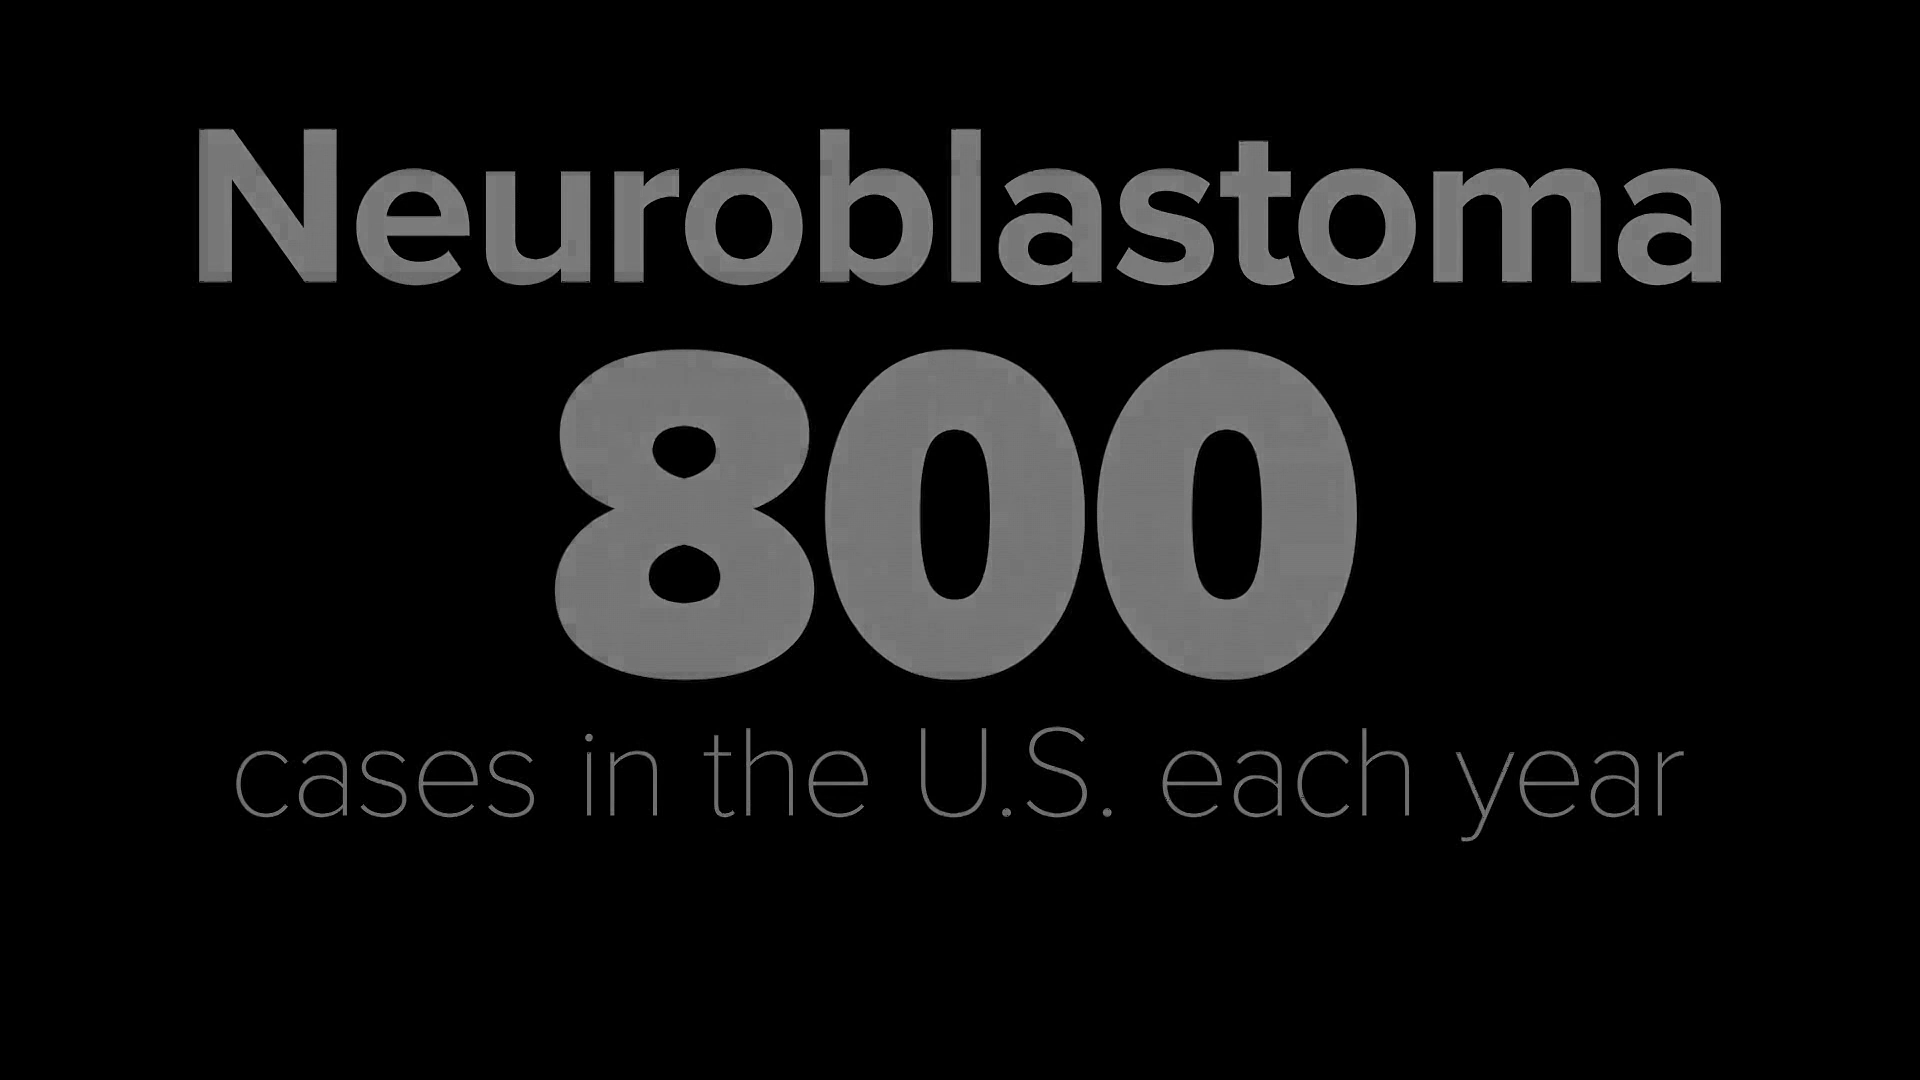 Neuroblastoma
800
cases in the U.S. each year